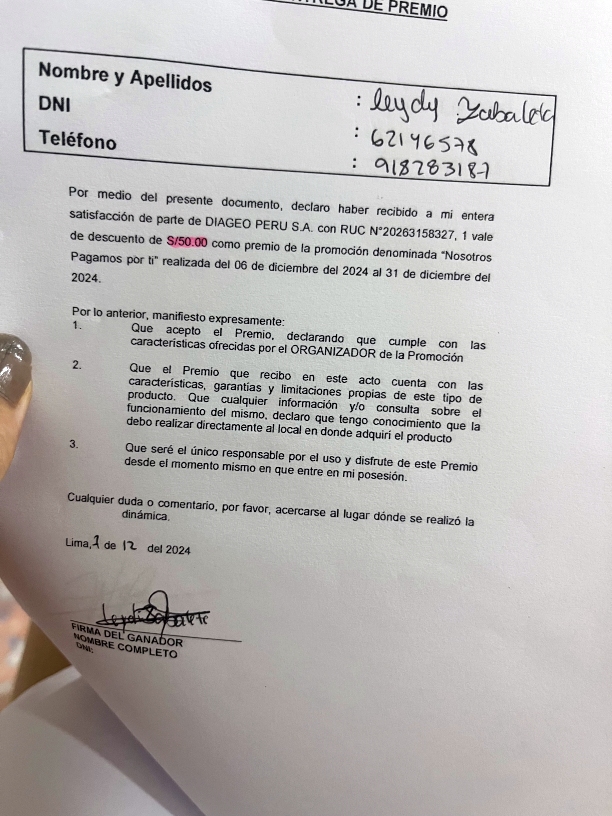 DE PREMIO
Nombre y Apellidos : leydy Zabaleta
DNI : 62146578
Teléfono : 918283187
Por medio del presente documento, declaro haber recibido a mi entera
satisfacción de parte de DIAGEO PERU S.A. con RUC N°20263158327, 1 vale
de descuento de S/50.00 como premio de la promoción denominada "Nosotros
Pagamos por ti" realizada del 06 de diciembre del 2024 al 31 de diciembre del
2024.
Por lo anterior, manifiesto expresamente:
1. Que acepto el Premio, declarando que cumple con las
características ofrecidas por el ORGANIZADOR de la Promoción
2. Que el Premio que recibo en este acto cuenta con las
características, garantías y limitaciones propias de este tipo de
producto. Que cualquier información y/o consulta sobre el
funcionamiento del mismo, declaro que tengo conocimiento que la
debo realizar directamente al local en donde adquirí el producto
3. Que seré el único responsable por el uso y disfrute de este Premio
desde el momento mismo en que entre en mi posesión.
Cualquier duda o comentario, por favor, acercarse al lugar dónde se realizó la
dinámica.
Lima, de 12 del 2024
FIRMA DEL GANADOR
NOMBRE COMPLETO
DNI: